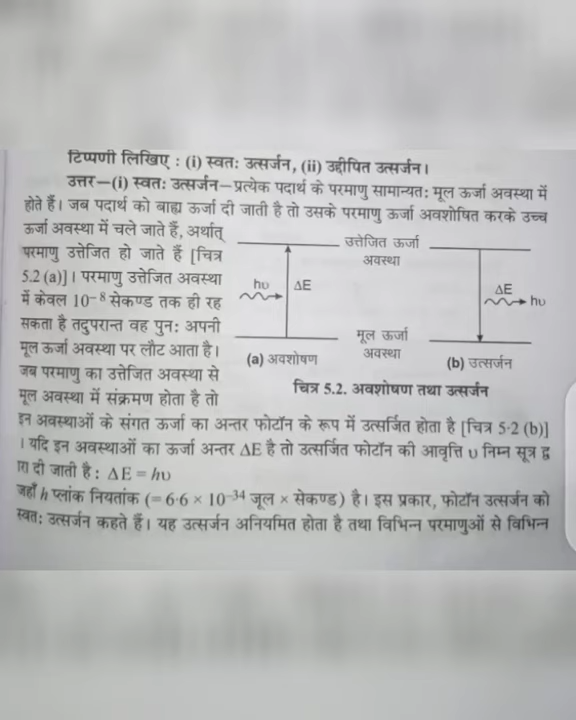 टिप्पणी लिखिए : (i) स्वतः उत्सर्जन, (ii) उद्दीपित उत्सर्जन।
उत्तर—(i) स्वतः उत्सर्जन—प्रत्येक पदार्थ के परमाणु सामान्यतः मूल ऊर्जा अवस्था में
होते हैं। जब पदार्थ को बाह्य ऊर्जा दी जाती है तो उसके परमाणु ऊर्जा अवशोषित करके उच्च
ऊर्जा अवस्था में चले जाते हैं, अर्थात्
परमाणु उत्तेजित हो जाते हैं [चित्र
5.2 (a)]। परमाणु उत्तेजित अवस्था
में केवल 10⁻⁸ सेकण्ड तक ही रह
सकता है तदुपरान्त वह पुनः अपनी
मूल ऊर्जा अवस्था पर लौट आता है।
जब परमाणु का उत्तेजित अवस्था से
मूल अवस्था में संक्रमण होता है तो
उत्तेजित ऊर्जा
अवस्था
hυ
ΔE
ΔE
hυ
मूल ऊर्जा
अवस्था
(a) अवशोषण
(b) उत्सर्जन
चित्र 5.2. अवशोषण तथा उत्सर्जन
इन अवस्थाओं के संगत ऊर्जा का अन्तर फोटॉन के रूप में उत्सर्जित होता है [चित्र 5·2 (b)]
। यदि इन अवस्थाओं का ऊर्जा अन्तर ΔE है तो उत्सर्जित फोटॉन की आवृत्ति υ निम्न सूत्र द्व
ारा दी जाती है : ΔE = hυ
जहाँ h प्लांक नियतांक (= 6·6 × 10⁻³⁴ जूल × सेकण्ड) है। इस प्रकार, फोटॉन उत्सर्जन को
स्वतः उत्सर्जन कहते हैं। यह उत्सर्जन अनियमित होता है तथा विभिन्न परमाणुओं से विभिन्न